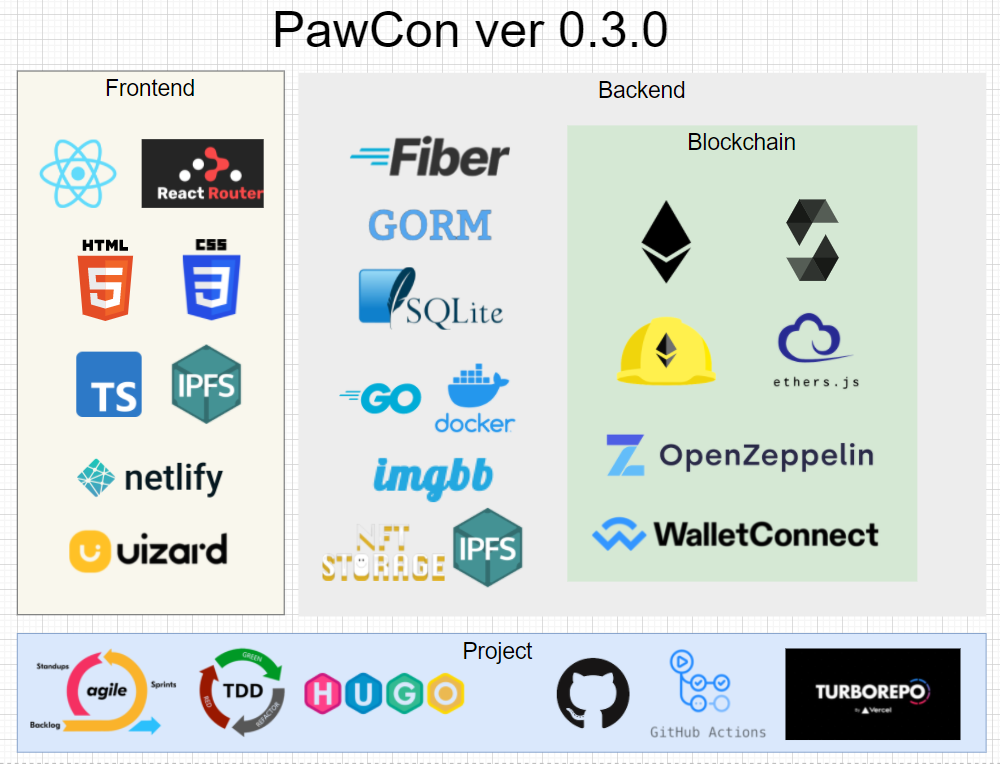 PawCon ver 0.3.0
Frontend
React Router
HTML
5
CSS
3
TS
IPFS
netlify
uizard
Backend
Fiber
GORM
SQLite
GO
docker
imgbb
NFT
STORAGE
IPFS
Blockchain
ethers.js
OpenZeppelin
WalletConnect
Project
Standups
agile
Sprints
Backlog
GREEN
RED
TDD
REFACTOR
HUGO
GitHub Actions
TURBOREPO
by Vercel